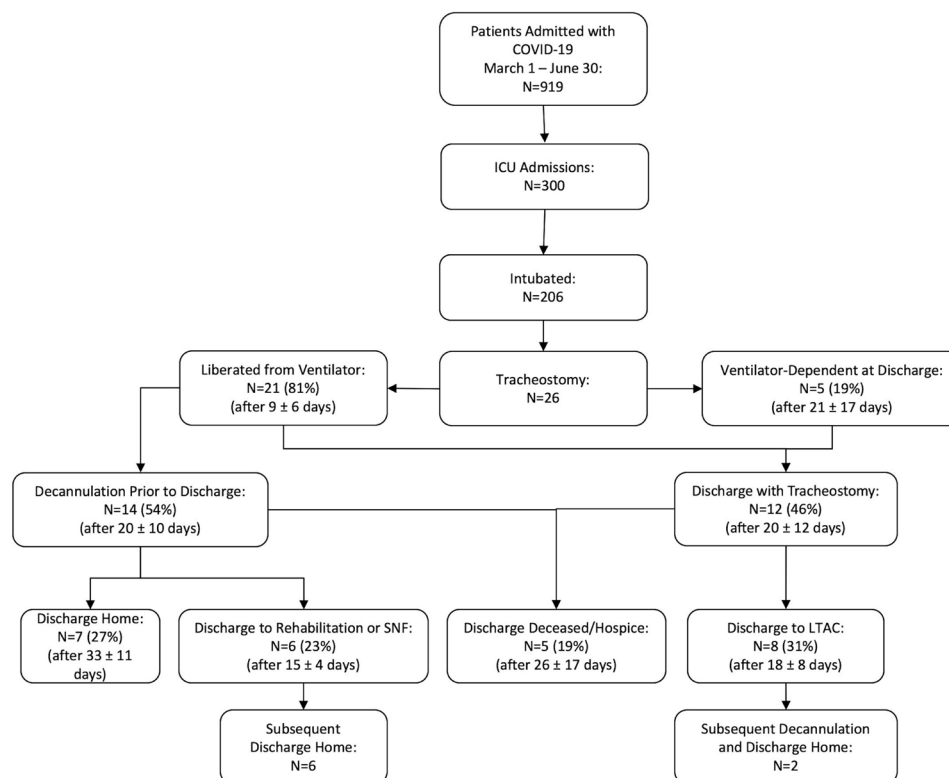 Patients Admitted with
COVID-19
March 1 – June 30:
N=919
ICU Admissions:
N=300
Intubated:
N=206
Liberated from Ventilator:
N=21 (81%)
(after 9 ± 6 days)
Tracheostomy:
N=26
Ventilator-Dependent at Discharge:
N=5 (19%)
(after 21 ± 17 days)
Decannulation Prior to Discharge:
N=14 (54%)
(after 20 ± 10 days)
Discharge with Tracheostomy:
N=12 (46%)
(after 20 ± 12 days)
Discharge Home:
N=7 (27%)
(after 33 ± 11
days)
Discharge to Rehabilitation or SNF:
N=6 (23%)
(after 15 ± 4 days)
Discharge Deceased/Hospice:
N=5 (19%)
(after 26 ± 17 days)
Discharge to LTAC:
N=8 (31%)
(after 18 ± 8 days)
Subsequent
Discharge Home:
N=6
Subsequent Decannulation
and Discharge Home:
N=2